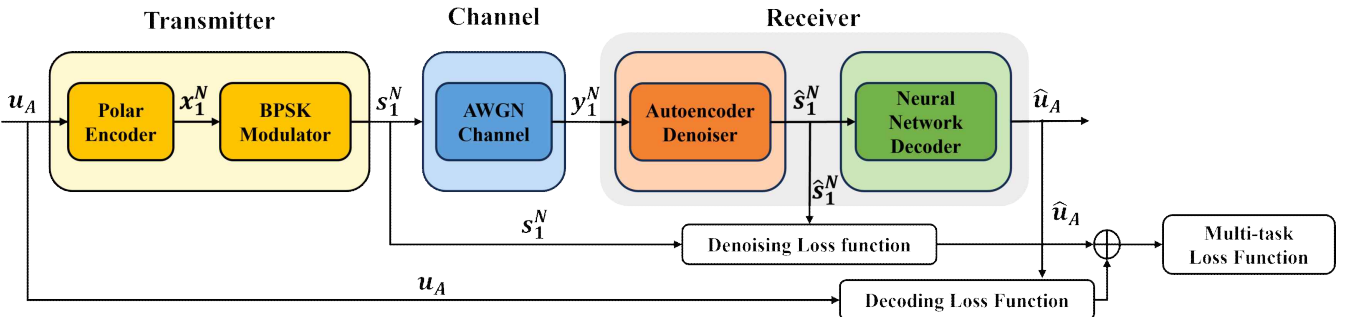 Transmitter
Channel
Receiver
u_A
Polar
Encoder
x_1^N
BPSK
Modulator
s_1^N
AWGN
Channel
y_1^N
Autoencoder
Denoiser
ŝ_1^N
Neural
Network
Decoder
û_A
ŝ_1^N
û_A
s_1^N
Denoising Loss function
Multi-task
Loss Function
u_A
Decoding Loss Function